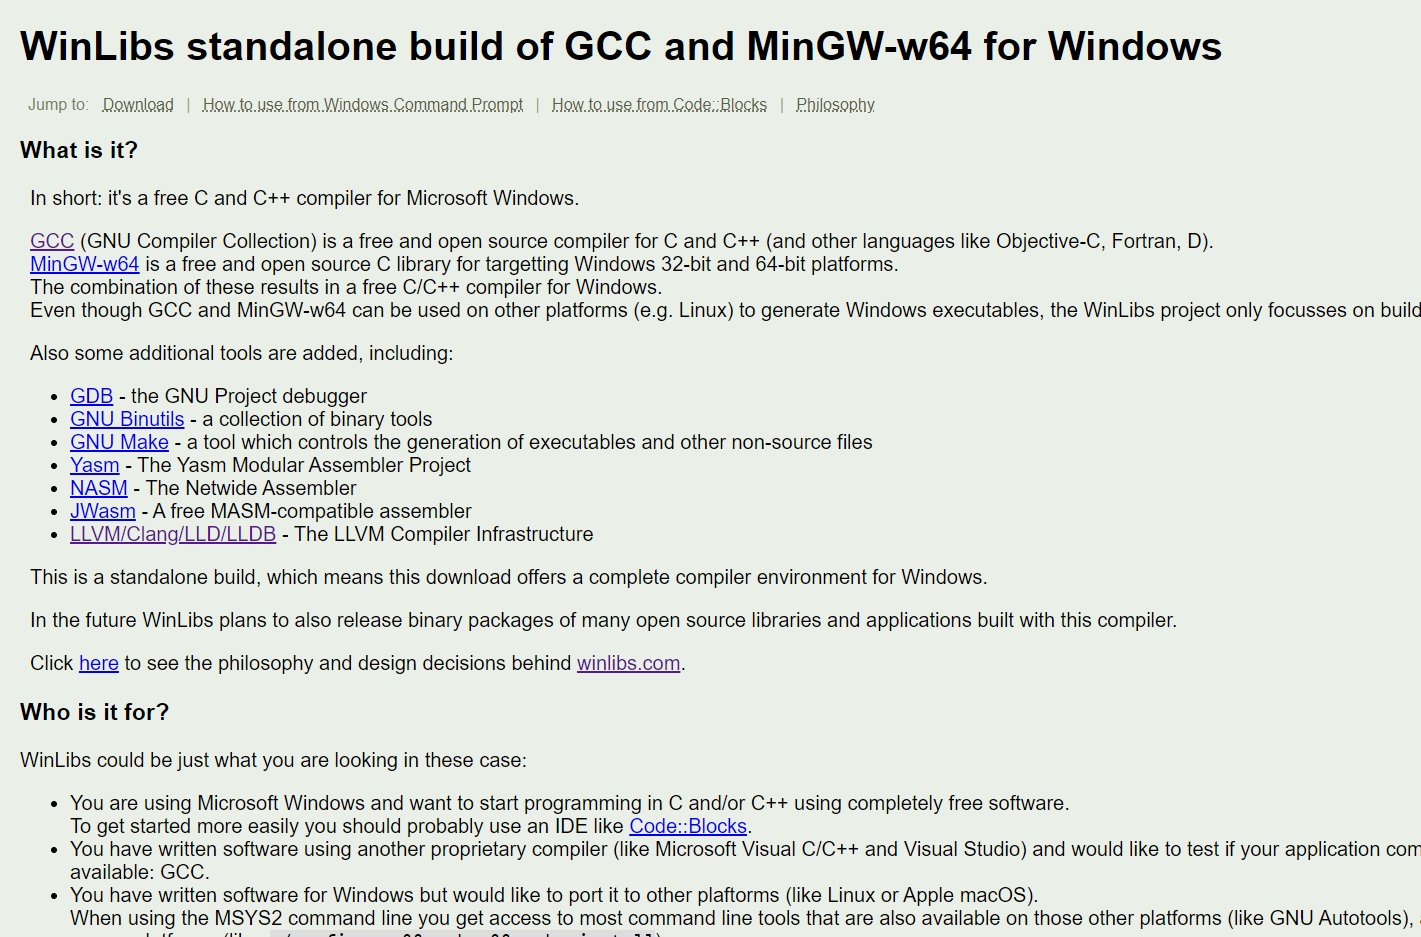 WinLibs standalone build of GCC and MinGW-w64 for Windows
Jump to: Download | How to use from Windows Command Prompt | How to use from Code::Blocks | Philosophy
What is it?
In short: it's a free C and C++ compiler for Microsoft Windows.
GCC (GNU Compiler Collection) is a free and open source compiler for C and C++ (and other languages like Objective-C, Fortran, D).
MinGW-w64 is a free and open source C library for targetting Windows 32-bit and 64-bit platforms.
The combination of these results in a free C/C++ compiler for Windows.
Even though GCC and MinGW-w64 can be used on other platforms (e.g. Linux) to generate Windows executables, the WinLibs project only focusses on build
Also some additional tools are added, including:
• GDB - the GNU Project debugger
• GNU Binutils - a collection of binary tools
• GNU Make - a tool which controls the generation of executables and other non-source files
• Yasm - The Yasm Modular Assembler Project
• NASM - The Netwide Assembler
• JWasm - A free MASM-compatible assembler
• LLVM/Clang/LLD/LLDB - The LLVM Compiler Infrastructure
This is a standalone build, which means this download offers a complete compiler environment for Windows.
In the future WinLibs plans to also release binary packages of many open source libraries and applications built with this compiler.
Click here to see the philosophy and design decisions behind winlibs.com.
Who is it for?
WinLibs could be just what you are looking in these case:
• You are using Microsoft Windows and want to start programming in C and/or C++ using completely free software.
To get started more easily you should probably use an IDE like Code::Blocks.
• You have written software using another proprietary compiler (like Microsoft Visual C/C++ and Visual Studio) and would like to test if your application com
available: GCC.
• You have written software for Windows but would like to port it to other plaftorms (like Linux or Apple macOS).
When using the MSYS2 command line you get access to most command line tools that are also available on those other platforms (like GNU Autotools),